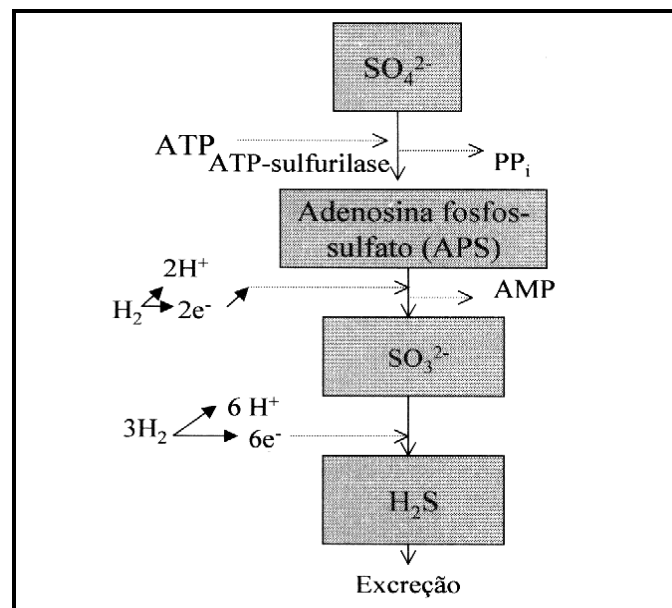 SO₄²⁻
ATP
ATP-sulfurilase
PPᵢ
Adenosina fosfos-
sulfato (APS)
2H⁺
H₂
2e⁻
AMP
SO₃²⁻
6 H⁺
3H₂
6e⁻
H₂S
Excreção